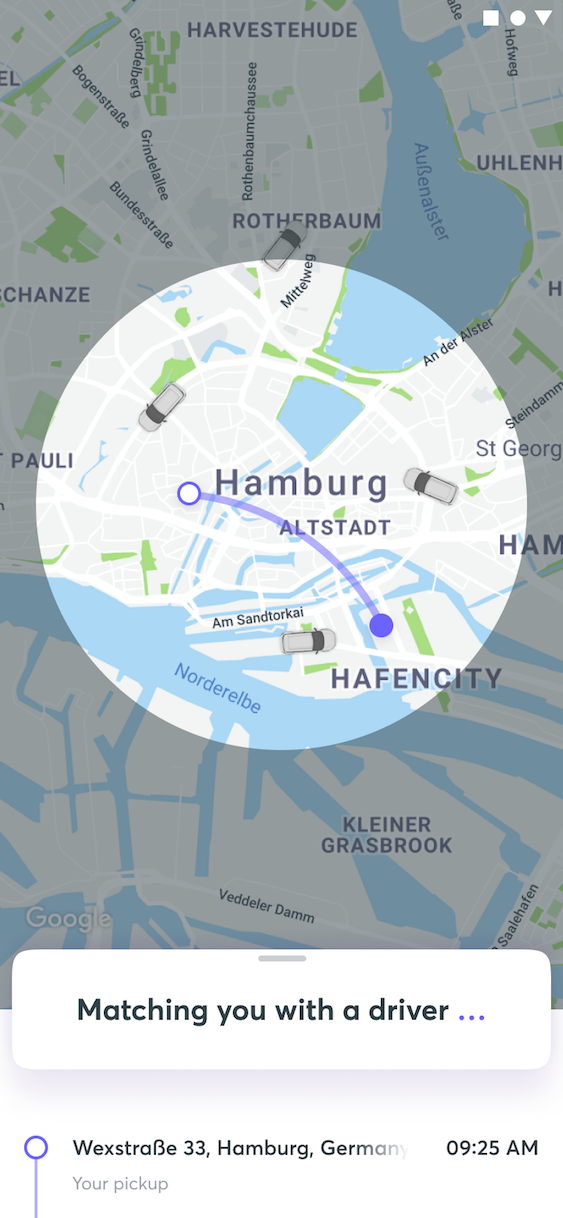 HARVESTEHUDE
Grindelberg
Hofweg
Bogenstraße
Rothenbaumchaussee
Grindelallee
Außenalster
UHLENH
Bundesstraße
ROTHERBAUM
Mittelweg
SCHANZE
H
An der Alster
Steindamm
T PAULI
St Georg
Hamburg
ALTSTADT
HAM
Am Sandtorkai
Norderelbe
HAFENCITY
KLEINER
GRASBROOK
Veddeler Damm
Saalehafen
Google
Matching you with a driver ...
Wexstraße 33, Hamburg, Germany
09:25 AM
Your pickup